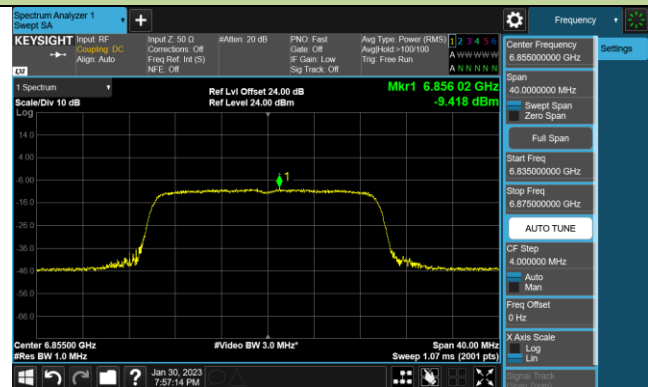 Spectrum Analyzer 1
Swept SA
Frequency
KEYSIGHT
Input: RF
Coupling: DC
Align: Auto
Input Z: 50 Ω
Corrections: Off
Freq Ref: Int (S)
NFE: Off
#Atten: 20 dB
PNO: Fast
Gate: Off
IF Gain: Low
Sig Track: Off
Avg Type: Power (RMS)
Avg|Hold:>100/100
Trig: Free Run
1 2 3 4 5 6
A W W W W W
A N N N N N
LXI
1 Spectrum
Scale/Div 10 dB
Log
Ref Lvl Offset 24.00 dB
Ref Level 24.00 dBm
Mkr1 6.856 02 GHz
-9.418 dBm
14.0
4.00
-6.00
-16.0
-26.0
-36.0
-46.0
-56.0
-66.0
1
Center 6.85500 GHz
#Res BW 1.0 MHz
#Video BW 3.0 MHz*
Span 40.00 MHz
Sweep 1.07 ms (2001 pts)
Center Frequency
6.855000000 GHz
Span
40.0000000 MHz
Swept Span
Zero Span
Full Span
Start Freq
6.835000000 GHz
Stop Freq
6.875000000 GHz
AUTO TUNE
CF Step
4.000000 MHz
Auto
Man
Freq Offset
0 Hz
X Axis Scale
Log
Lin
Signal Track
Settings
Jan 30, 2023
7:57:14 PM